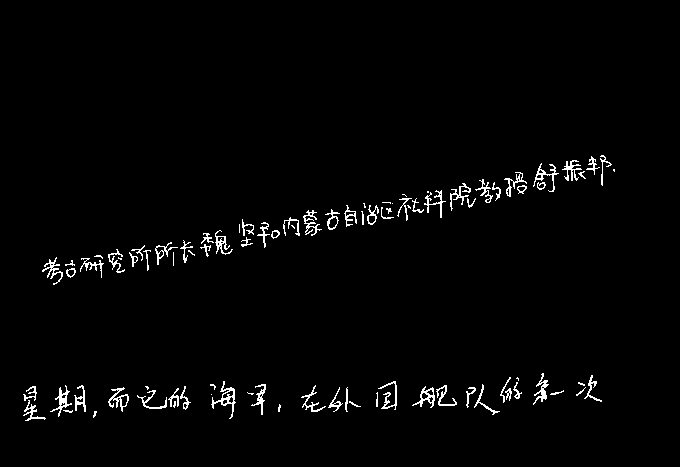 考古研究所所长魏坚和内蒙古自治区社科院教授舒振邦.
星期,而它的海军,在外国舰队的条次